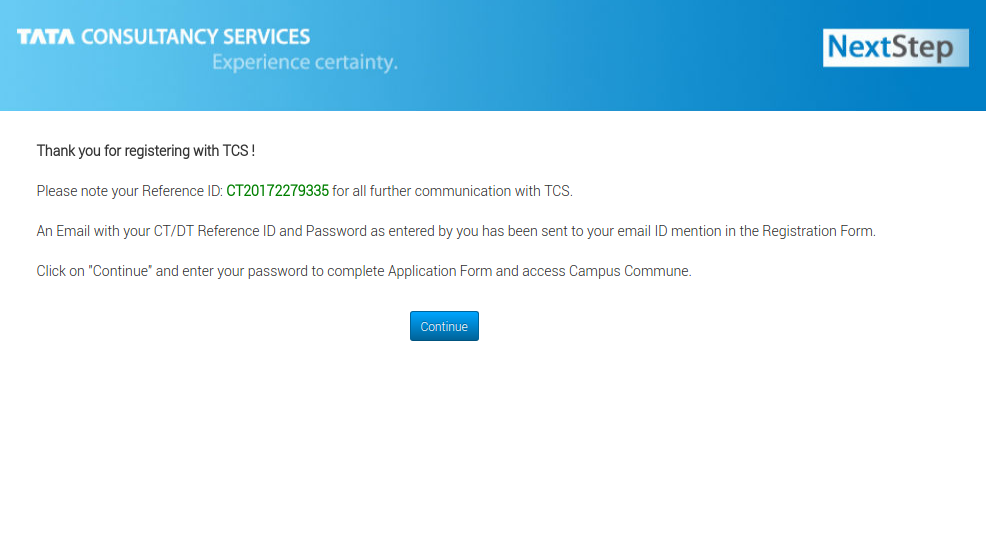 TATA CONSULTANCY SERVICES
Experience certainty.
NextStep
Thank you for registering with TCS !
Please note your Reference ID: CT20172279335 for all further communication with TCS.
An Email with your CT/DT Reference ID and Password as entered by you has been sent to your email ID mention in the Registration Form.
Click on "Continue" and enter your password to complete Application Form and access Campus Commune.
Continue